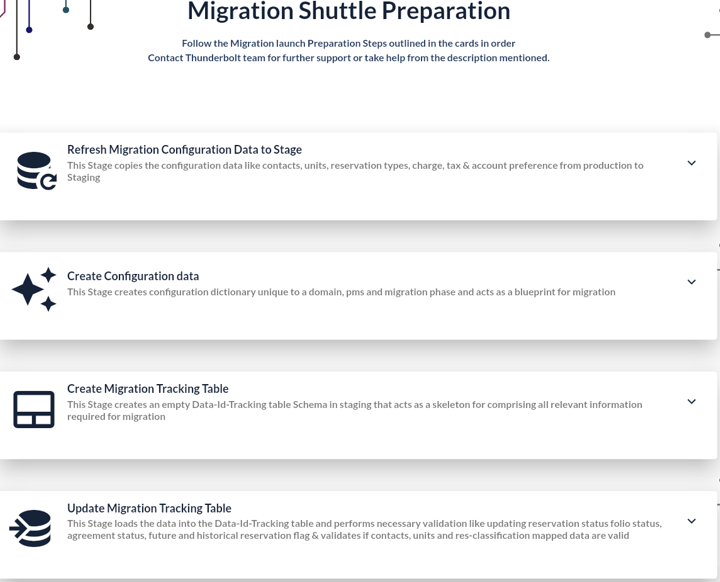 Migration Shuttle Preparation
Follow the Migration launch Preparation Steps outlined in the cards in order
Contact Thunderbolt team for further support or take help from the description mentioned.
Refresh Migration Configuration Data to Stage
This Stage copies the configuration data like contacts, units, reservation types, charge, tax & account preference from production to
Staging
Create Configuration data
This Stage creates configuration dictionary unique to a domain, pms and migration phase and acts as a blueprint for migration
Create Migration Tracking Table
This Stage creates an empty Data-Id-Tracking table Schema in staging that acts as a skeleton for comprising all relevant information
required for migration
Update Migration Tracking Table
This Stage loads the data into the Data-Id-Tracking table and performs necessary validation like updating reservation status folio status,
agreement status, future and historical reservation flag & validates if contacts, units and res-classification mapped data are valid